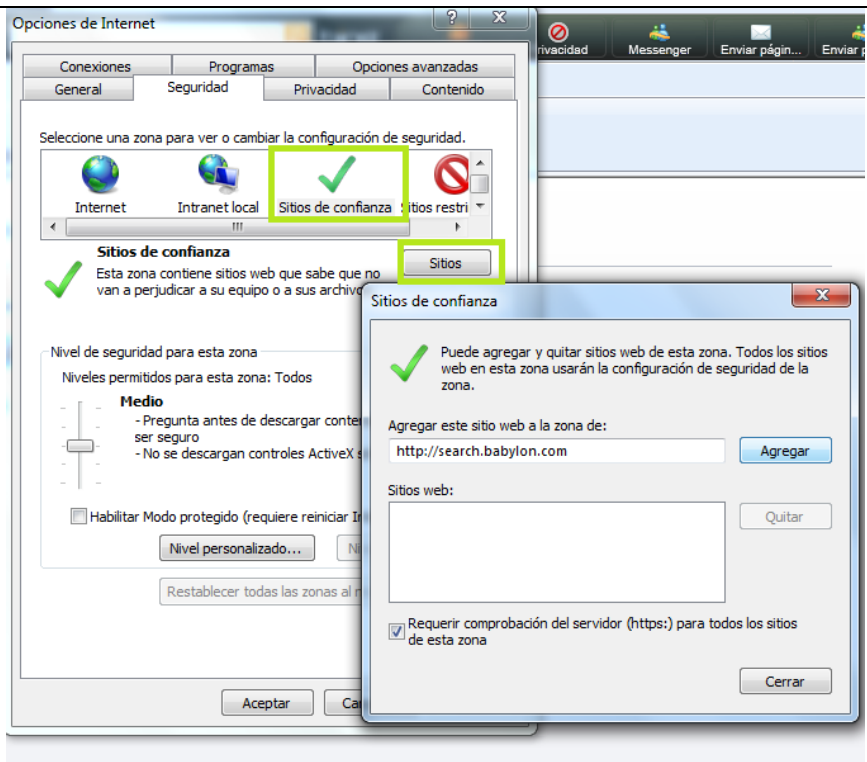 Opciones de Internet
rivacidad
Messenger
Enviar págin...
Enviar p
Conexiones
Programas
Opciones avanzadas
General
Seguridad
Privacidad
Contenido
Seleccione una zona para ver o cambiar la configuración de seguridad.
Internet
Intranet local
Sitios de confianza
Sitios restri
Sitios de confianza
Esta zona contiene sitios web que sabe que no
van a perjudicar a su equipo o a sus archivo
Sitios
Nivel de seguridad para esta zona
Niveles permitidos para esta zona: Todos
Medio
- Pregunta antes de descargar conte
ser seguro
- No se descargan controles ActiveX s
Habilitar Modo protegido (requiere reiniciar In
Nivel personalizado...
Ni
Restablecer todas las zonas al n
Aceptar
Ca
Sitios de confianza
Puede agregar y quitar sitios web de esta zona. Todos los sitios
web en esta zona usarán la configuración de seguridad de la
zona.
Agregar este sitio web a la zona de:
http://search.babylon.com
Agregar
Sitios web:
Quitar
Requerir comprobación del servidor (https:) para todos los sitios
de esta zona
Cerrar